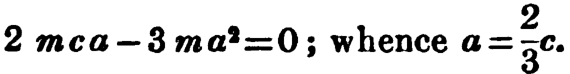 2 mca – 3 ma²=0; whence a=2/3c.